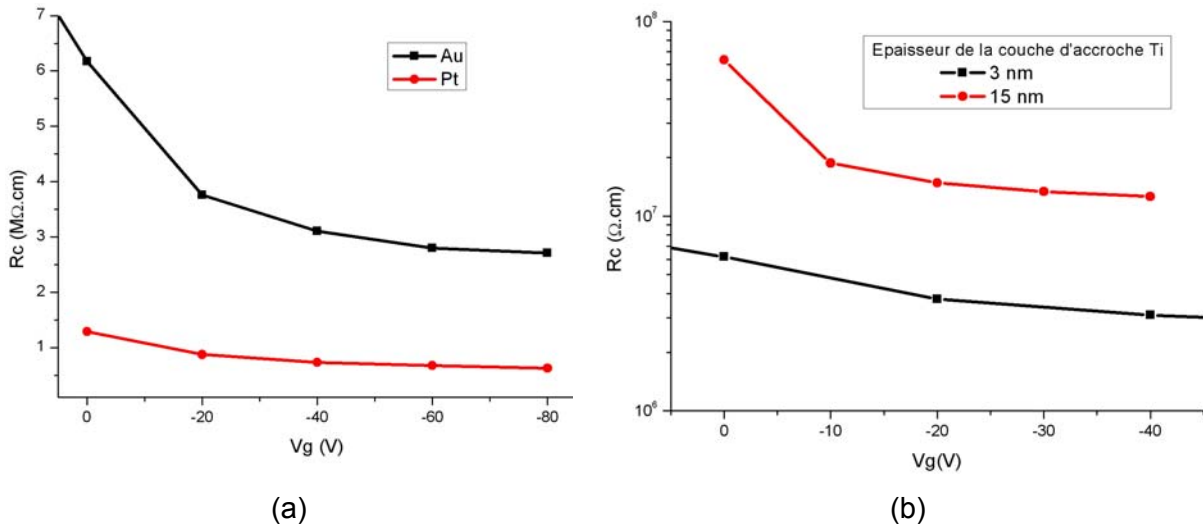 7
6
5
4
3
2
1
Rc (MΩ.cm)
Au
Pt
0
-20
-40
-60
-80
Vg (V)
(a)
10⁸
10⁷
10⁶
Rc (Ω.cm)
Epaisseur de la couche d'accroche Ti
3 nm
15 nm
0
-10
-20
-30
-40
Vg(V)
(b)